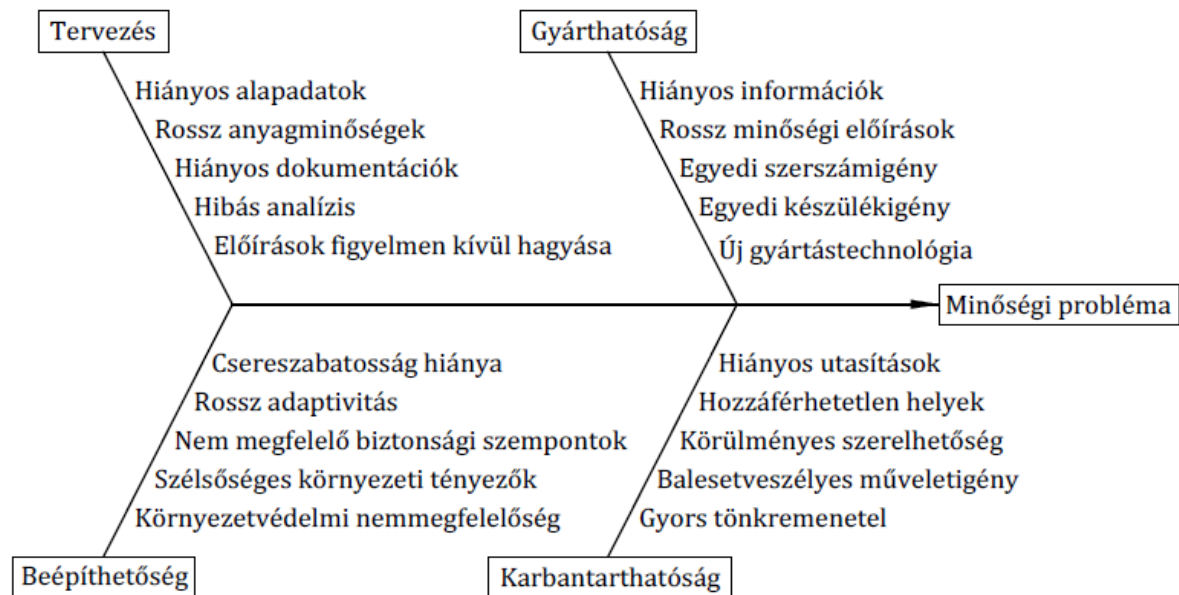 Tervezés
Hiányos alapadatok
Rossz anyagminőségek
Hiányos dokumentációk
Hibás analízis
Előírások figyelmen kívül hagyása
Gyárthatóság
Hiányos információk
Rossz minőségi előírások
Egyedi szerszámigény
Egyedi készülékigény
Új gyártástechnológia
Minőségi probléma
Csereszabatosság hiánya
Rossz adaptivitás
Nem megfelelő biztonsági szempontok
Szélsőséges környezeti tényezők
Környezetvédelmi nemmegfelelőség
Beépíthetőség
Hiányos utasítások
Hozzáférhetetlen helyek
Körülményes szerelhetőség
Balesetveszélyes műveletigény
Gyors tönkremenetel
Karbantarthatóság